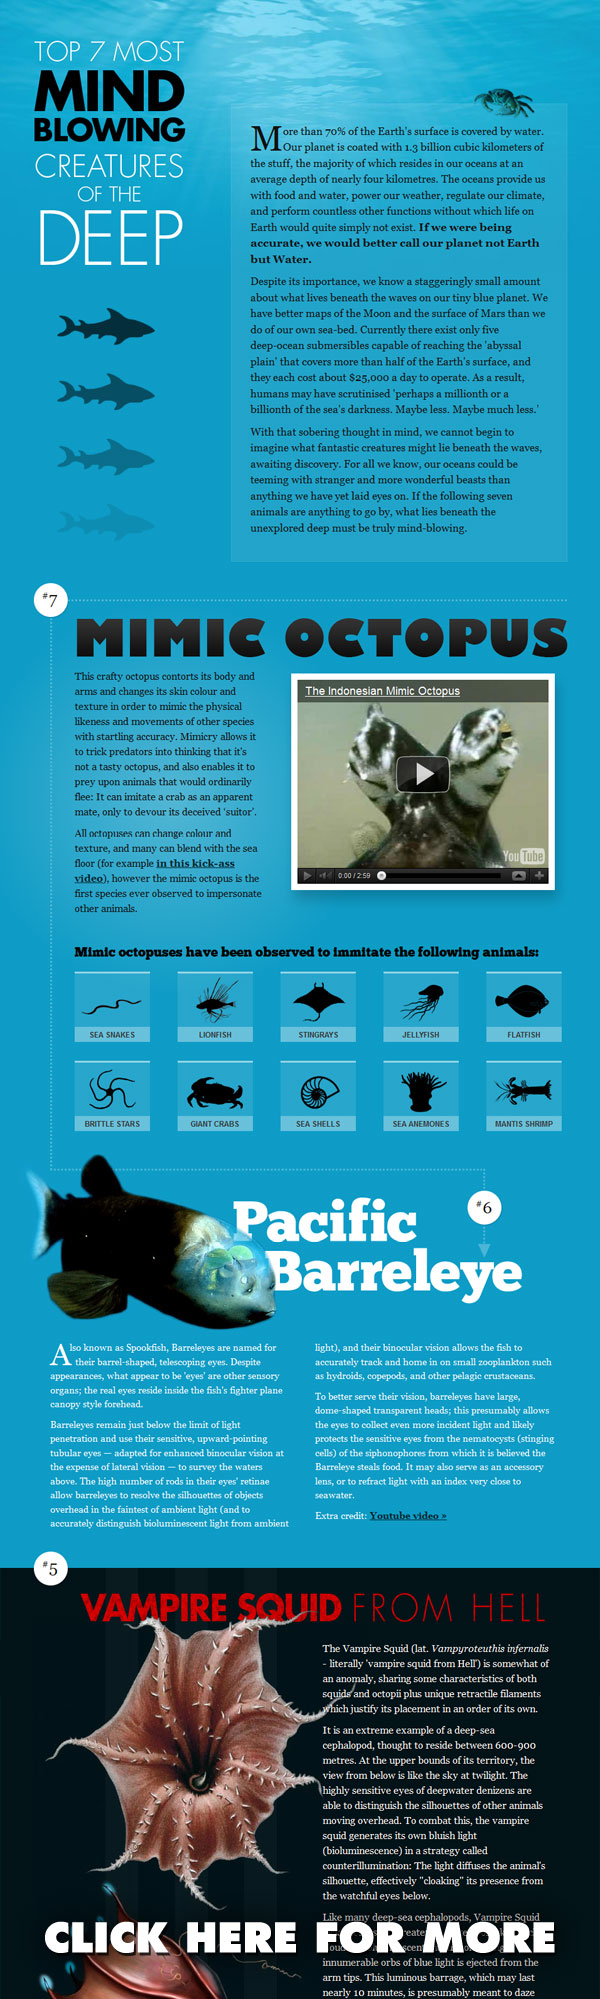 TOP 7 MOST
MIND
BLOWING
CREATURES
OF THE
DEEP
More than 70% of the Earth's surface is covered by water.
Our planet is coated with 1.3 billion cubic kilometers of
the stuff, the majority of which resides in our oceans at an
average depth of nearly four kilometres. The oceans provide us
with food and water, power our weather, regulate our climate,
and perform countless other functions without which life on
Earth would quite simply not exist. If we were being
accurate, we would better call our planet not Earth
but Water.
Despite its importance, we know a staggeringly small amount
about what lives beneath the waves on our tiny blue planet. We
have better maps of the Moon and the surface of Mars than we
do of our own sea-bed. Currently there exist only five
deep-ocean submersibles capable of reaching the 'abyssal
plain' that covers more than half of the Earth's surface, and
they each cost about $25,000 a day to operate. As a result,
humans may have scrutinised 'perhaps a millionth or a
billionth of the sea's darkness. Maybe less. Maybe much less.'
With that sobering thought in mind, we cannot begin to
imagine what fantastic creatures might lie beneath the waves,
awaiting discovery. For all we know, our oceans could be
teeming with stranger and more wonderful beasts than
anything we have yet laid eyes on. If the following seven
animals are anything to go by, what lies beneath the
unexplored deep must be truly mind-blowing.
#7
MIMIC OCTOPUS
This crafty octopus contorts its body and
arms and changes its skin colour and
texture in order to mimic the physical
likeness and movements of other species
with startling accuracy. Mimicry allows it
to trick predators into thinking that it's
not a tasty octopus, and also enables it to
prey upon animals that would ordinarily
flee: It can imitate a crab as an apparent
mate, only to devour its deceived 'suitor'.
All octopuses can change colour and
texture, and many can blend with the sea
floor (for example in this kick-ass
video), however the mimic octopus is the
first species ever observed to impersonate
other animals.
The Indonesian Mimic Octopus
YouTube
0:00 / 2:59
Mimic octopuses have been observed to immitate the following animals:
SEA SNAKES
LIONFISH
STINGRAYS
JELLYFISH
FLATFISH
BRITTLE STARS
GIANT CRABS
SEA SHELLS
SEA ANEMONES
MANTIS SHRIMP
#6
Pacific
Barreleye
Also known as Spookfish, Barreleyes are named for
their barrel-shaped, telescoping eyes. Despite
appearances, what appear to be 'eyes' are other sensory
organs; the real eyes reside inside the fish's fighter plane
canopy style forehead.
Barreleyes remain just below the limit of light
penetration and use their sensitive, upward-pointing
tubular eyes — adapted for enhanced binocular vision at
the expense of lateral vision — to survey the waters
above. The high number of rods in their eyes' retinae
allow barreleyes to resolve the silhouettes of objects
overhead in the faintest of ambient light (and to
accurately distinguish bioluminescent light from ambient
light), and their binocular vision allows the fish to
accurately track and home in on small zooplankton such
as hydroids, copepods, and other pelagic crustaceans.
To better serve their vision, barreleyes have large,
dome-shaped transparent heads; this presumably allows
the eyes to collect even more incident light and likely
protects the sensitive eyes from the nematocysts (stinging
cells) of the siphonophores from which it is believed the
Barreleye steals food. It may also serve as an accessory
lens, or to refract light with an index very close to
seawater.
Extra credit: Youtube video »
#5
VAMPIRE SQUID FROM HELL
The Vampire Squid (lat. Vampyroteuthis infernalis
- literally 'vampire squid from Hell') is somewhat of
an anomaly, sharing some characteristics of both
squids and octopii plus unique retractile filaments
which justify its placement in an order of its own.
It is an extreme example of a deep-sea
cephalopod, thought to reside between 600-900
metres. At the upper bounds of its territory, the
view from below is like the sky at twilight. The
highly sensitive eyes of deepwater denizens are
able to distinguish the silhouettes of other animals
moving overhead. To combat this, the vampire
squid generates its own bluish light
(bioluminescence) in a strategy called
counterillumination: The light diffuses the animal's
silhouette, effectively "cloaking" its presence from
the watchful eyes below.
Like many deep-sea cephalopods, Vampire Squid
CLICK HERE FOR MORE
innumerable orbs of blue light is ejected from the
arm tips. This luminous barrage, which may last
nearly 10 minutes, is presumably meant to daze